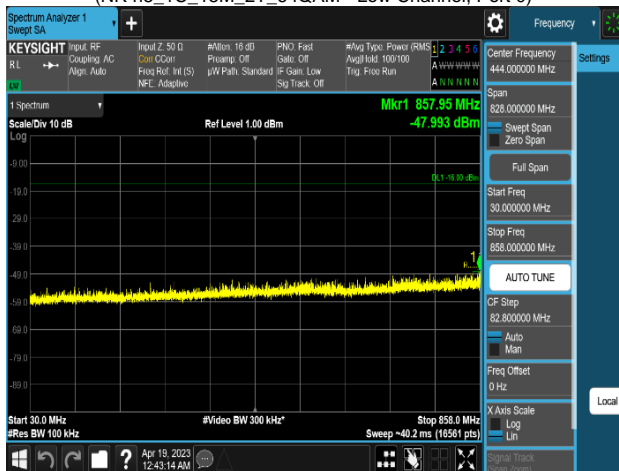 Spectrum Analyzer 1
Swept SA
+
Frequency
KEYSIGHT
RL
Input: RF
Coupling: AC
Align: Auto
Input Z: 50 Ω
Corr CCorr
Freq Ref: Int (S)
NFE: Adaptive
#Atten: 16 dB
Preamp: Off
µW Path: Standard
PNO: Fast
Gate: Off
IF Gain: Low
Sig Track: Off
#Avg Type: Power (RMS
Avg|Hold: 100/100
Trig: Free Run
1 2 3 4 5 6
A W W W W W
A N N N N N
1 Spectrum
Scale/Div 10 dB
Log
Ref Level 1.00 dBm
Mkr1 857.95 MHz
-47.993 dBm
DL1 -16.00 dBm
-9.00
-19.0
-29.0
-39.0
-49.0
-59.0
-69.0
-79.0
-89.0
1
Start 30.0 MHz
#Res BW 100 kHz
#Video BW 300 kHz*
Stop 858.0 MHz
Sweep ~40.2 ms (16561 pts)
Center Frequency
444.000000 MHz
Settings
Span
828.000000 MHz
Swept Span
Zero Span
Full Span
Start Freq
30.000000 MHz
Stop Freq
858.000000 MHz
AUTO TUNE
CF Step
82.800000 MHz
Auto
Man
Freq Offset
0 Hz
X Axis Scale
Log
Lin
Local
Signal Track
(Span Zoom)
?
Apr 19, 2023
12:43:14 AM